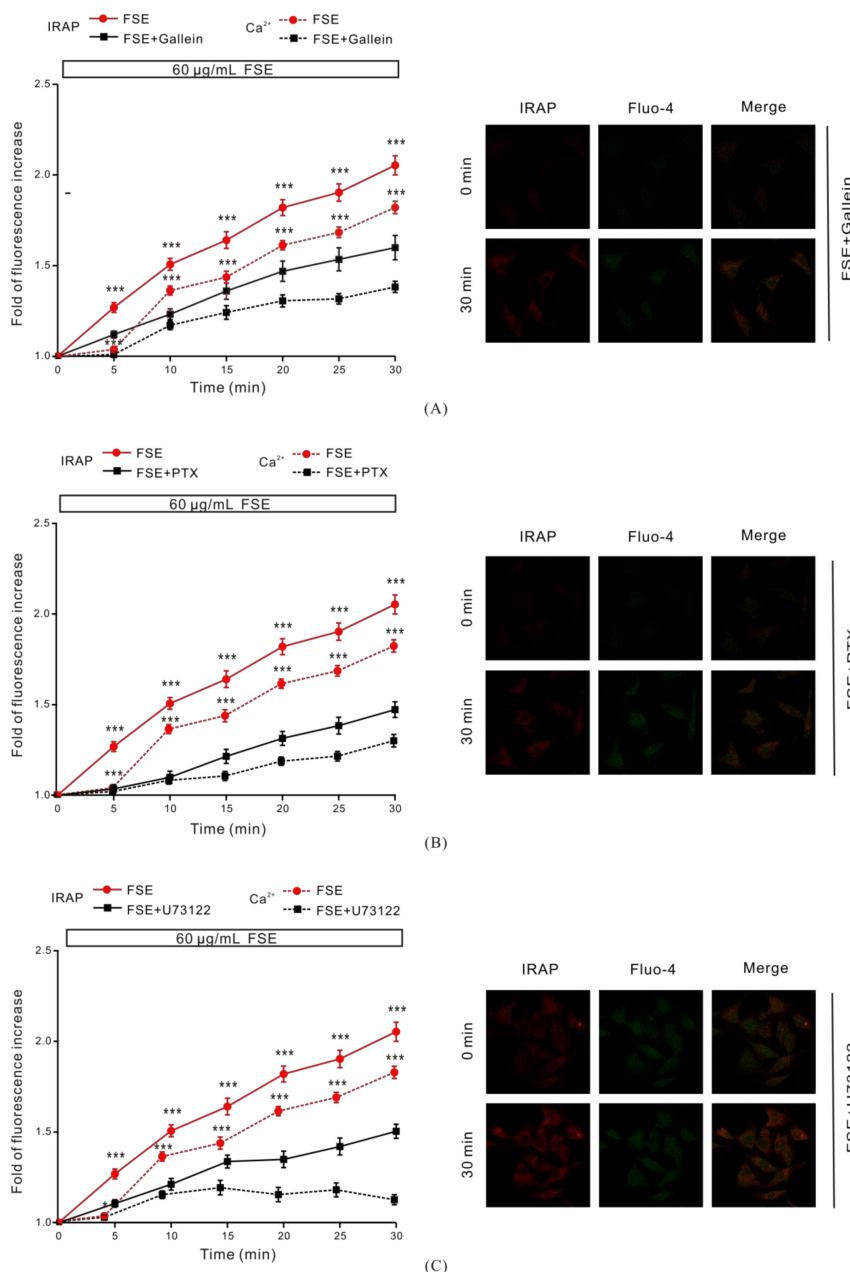 IRAP FSE Ca²⁺ FSE
FSE+Gallein FSE+Gallein
60 µg/mL FSE
Fold of fluorescence increase
2.5
2.0
1.5
1.0
*** *** *** *** *** ***
*** *** *** *** *** ***
0 5 10 15 20 25 30
Time (min)
IRAP Fluo-4 Merge
0 min
30 min
FSE+Gallein
(A)
IRAP FSE Ca²⁺ FSE
FSE+PTX FSE+PTX
60 µg/mL FSE
Fold of fluorescence increase
2.5
2.0
1.5
1.0
*** *** *** *** *** ***
*** *** *** *** *** ***
0 5 10 15 20 25 30
Time (min)
IRAP Fluo-4 Merge
0 min
30 min
FSE+PTX
(B)
IRAP FSE Ca²⁺ FSE
FSE+U73122 FSE+U73122
60 µg/mL FSE
Fold of fluorescence increase
2.5
2.0
1.5
1.0
*** *** *** *** *** ***
* *** *** *** *** ***
0 5 10 15 20 25 30
Time (min)
IRAP Fluo-4 Merge
0 min
30 min
FSE+U73122
(C)